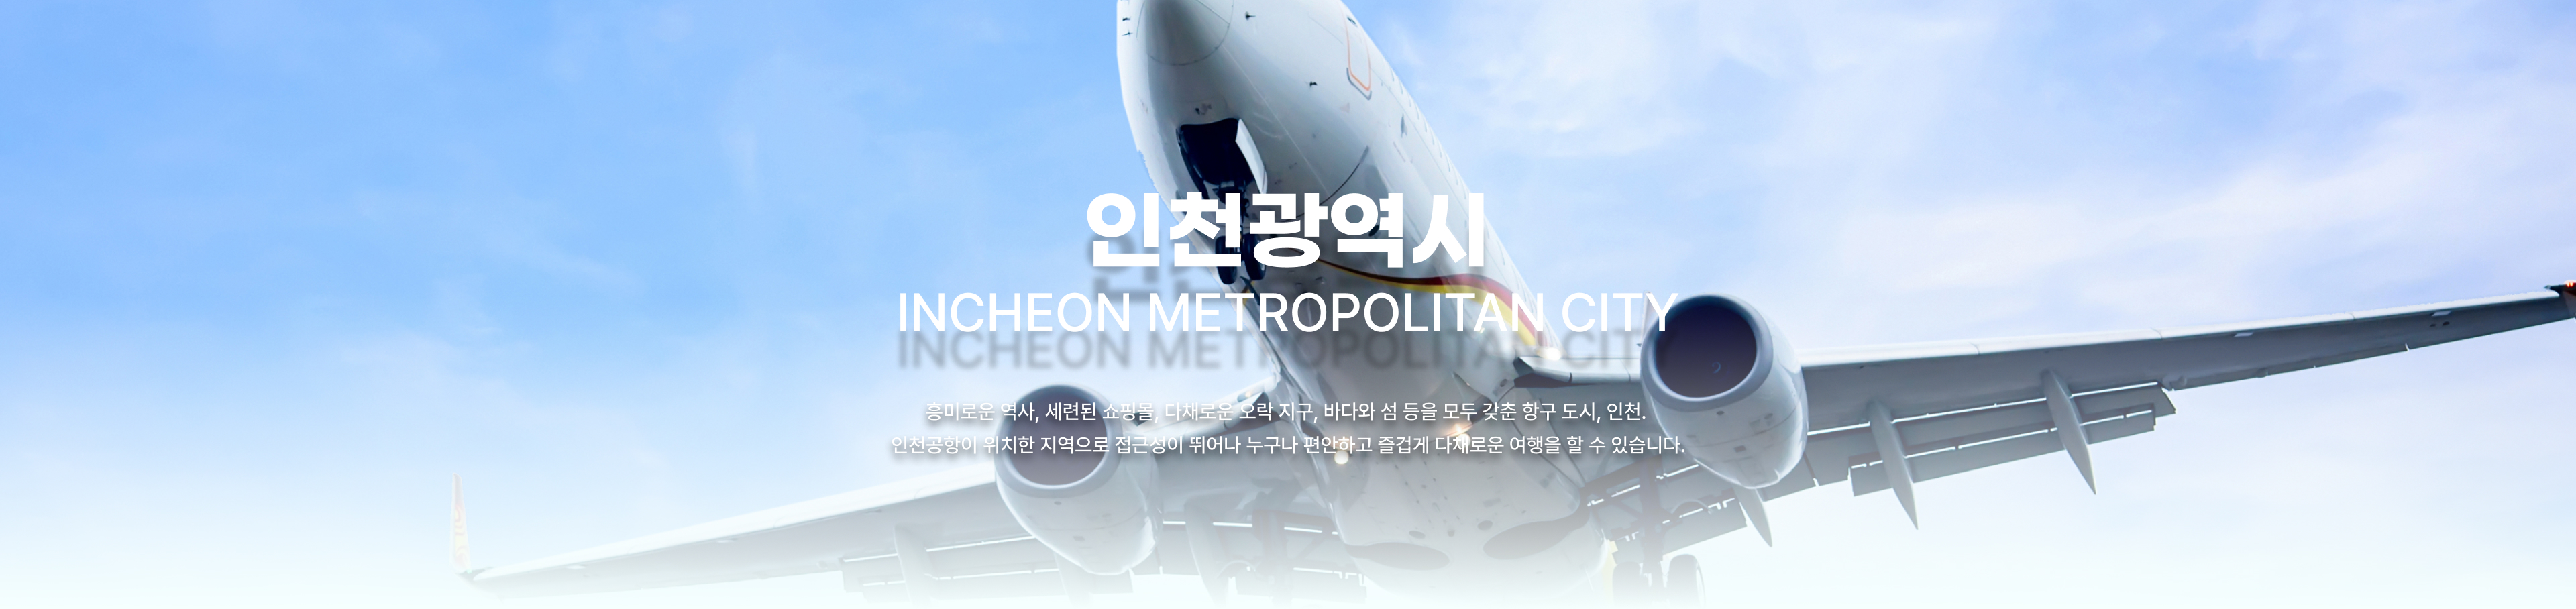 인천광역시
INCHEON METROPOLITAN CITY
흥미로운 역사, 세련된 쇼핑몰, 다채로운 오락 지구, 바다와 섬 등을 모두 갖춘 항구 도시, 인천.
인천공항이 위치한 지역으로 접근성이 뛰어나 누구나 편안하고 즐겁게 다채로운 여행을 할 수 있습니다.